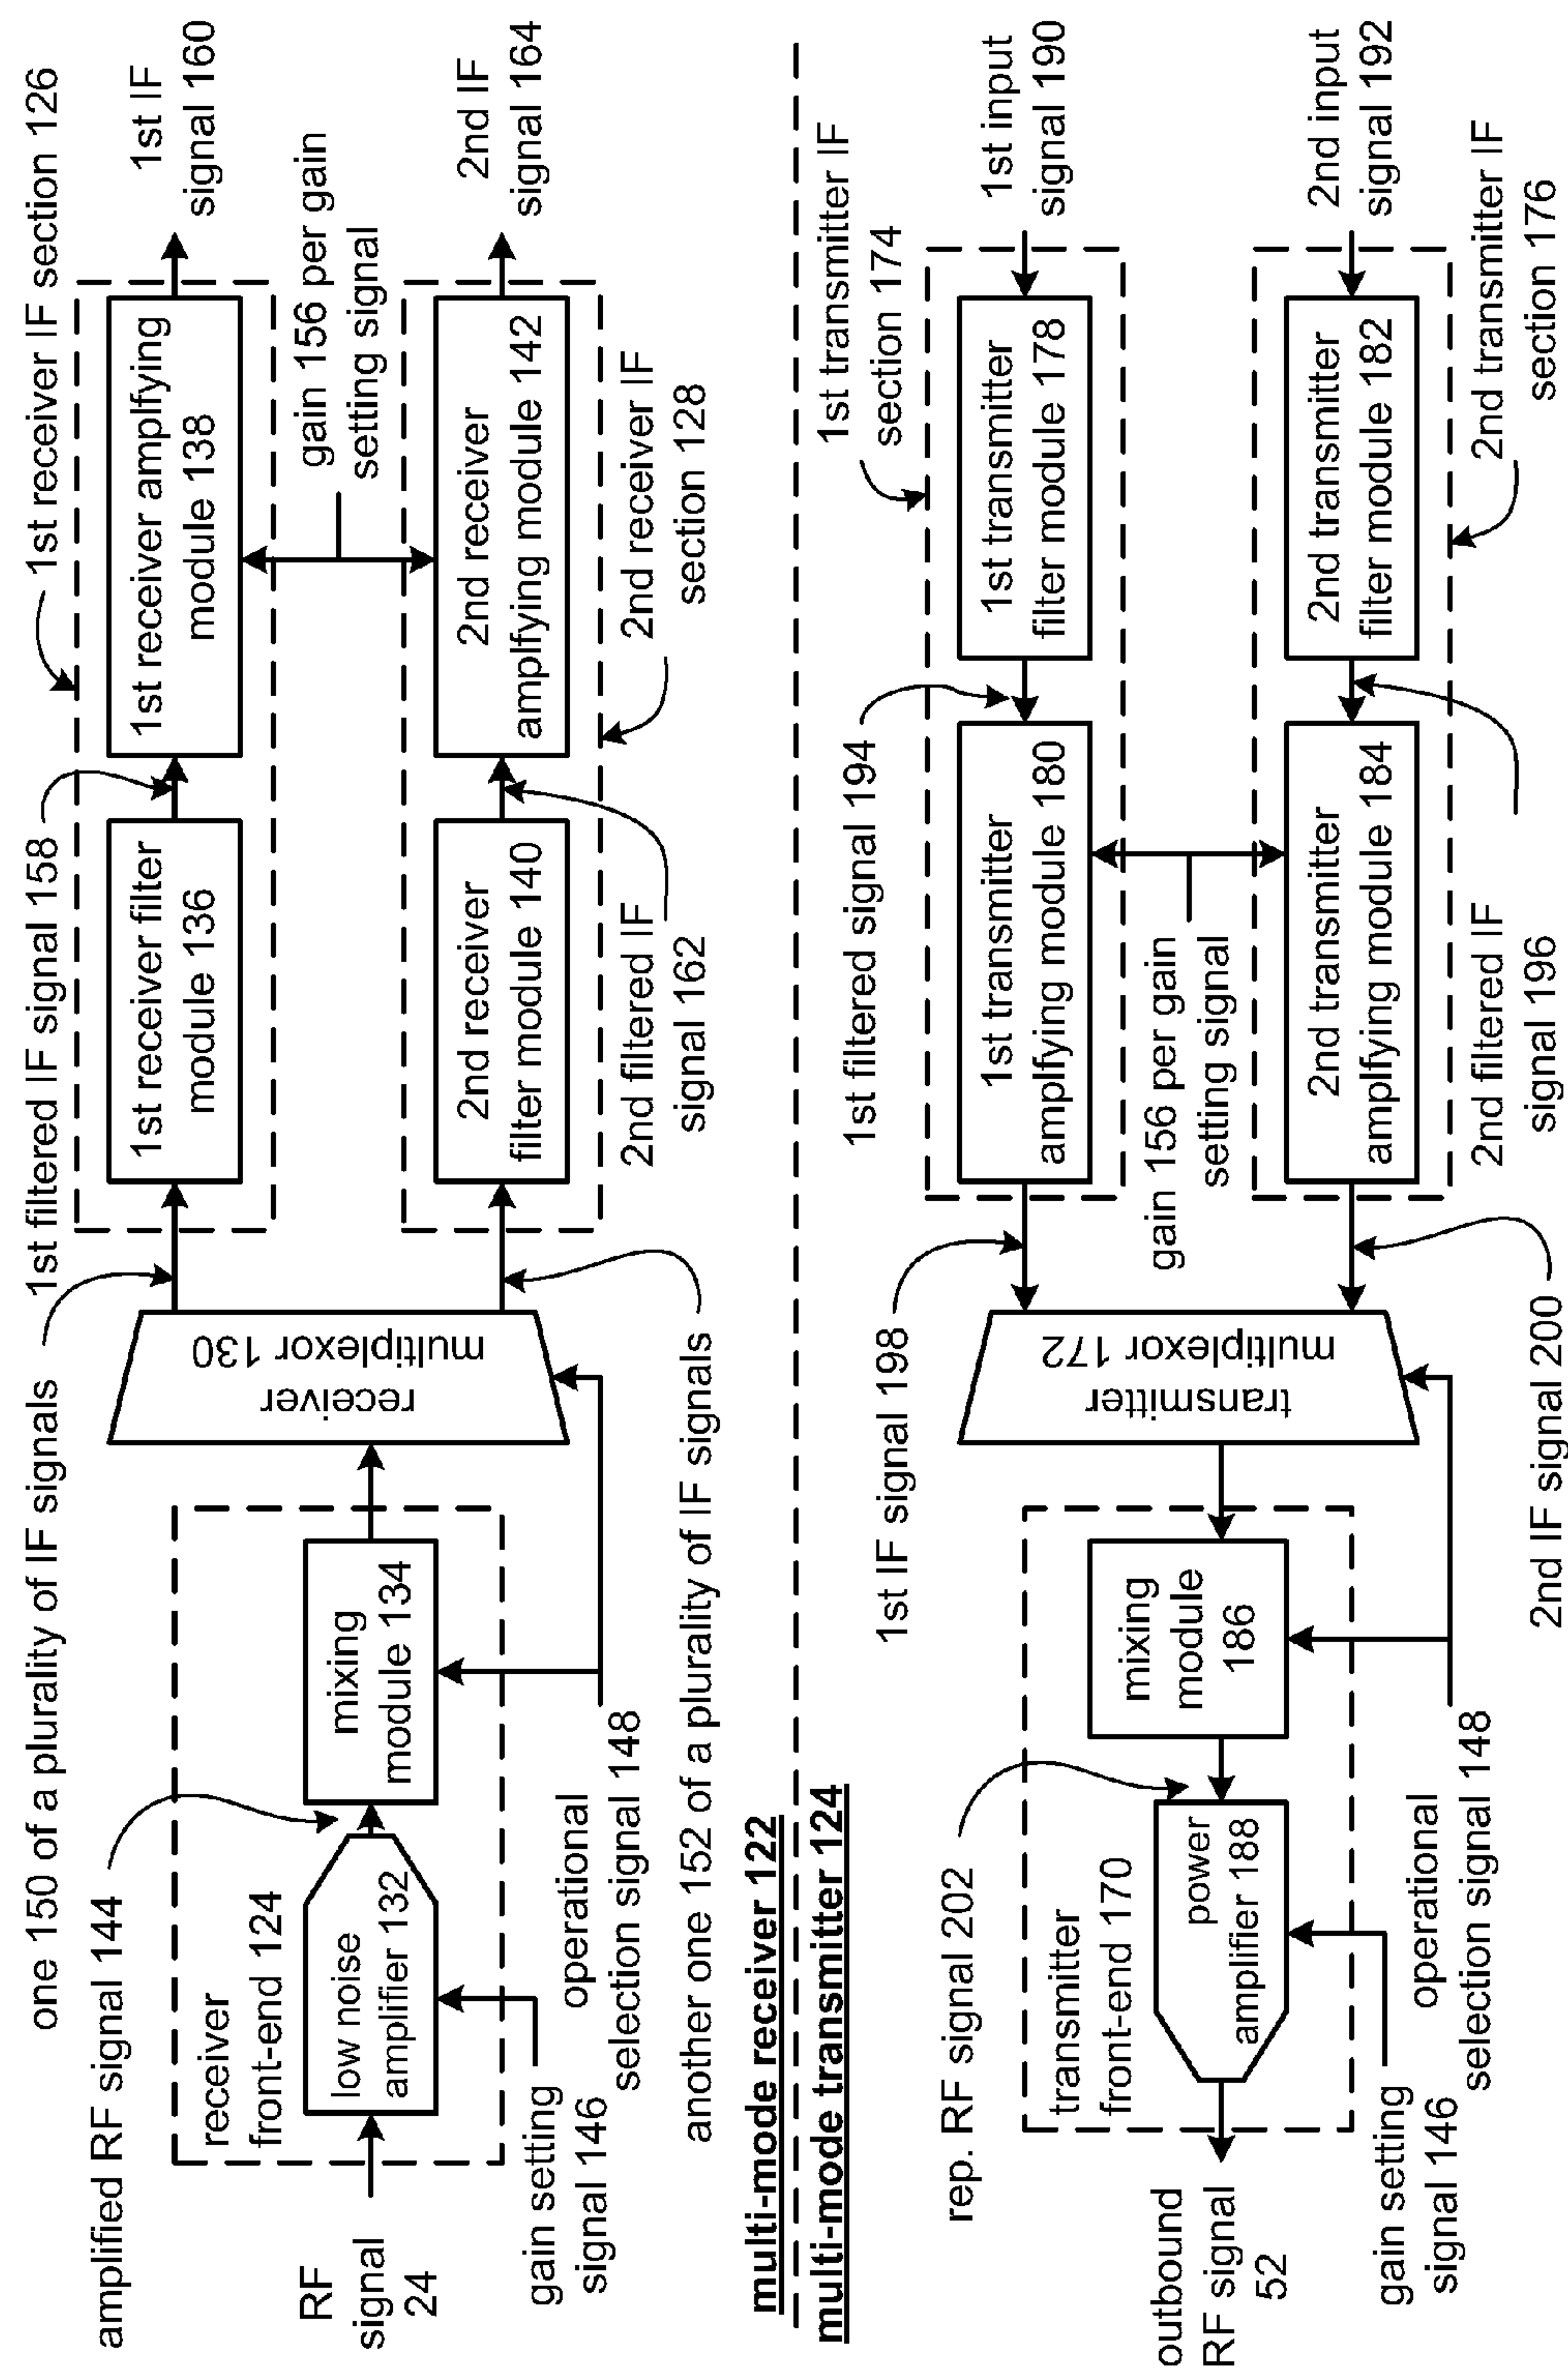 one 150 of a plurality of IF signals
1st filtered IF signal 158
1st receiver IF section 126
amplified RF signal 144
receiver
front-end 124
RF
signal
24
low noise
amplifier 132
mixing
module 134
gain setting
signal 146
operational
selection signal 148
receiver
multiplexor 130
another one 152 of a plurality of IF signals
1st receiver filter
module 136
1st receiver amplfying
module 138
1st IF
signal 160
gain 156 per gain
setting signal
2nd receiver
filter module 140
2nd receiver
amplfying module 142
2nd IF
signal 164
2nd filtered IF
signal 162
2nd receiver IF
section 128
multi-mode receiver 122
multi-mode transmitter 124
rep. RF signal 202
transmitter
front-end 170
outbound
RF signal
52
power
amplifier 188
mixing
module
186
gain setting
signal 146
operational
selection signal 148
transmitter
multiplexor 172
1st IF signal 198
2nd IF signal 200
1st filtered signal 194
1st transmitter IF
section 174
1st transmitter
amplfying module 180
1st transmitter
filter module 178
1st input
signal 190
gain 156 per gain
setting signal
2nd transmitter
amplfying module 184
2nd transmitter
filter module 182
2nd input
signal 192
2nd filtered IF
signal 196
2nd transmitter IF
section 176